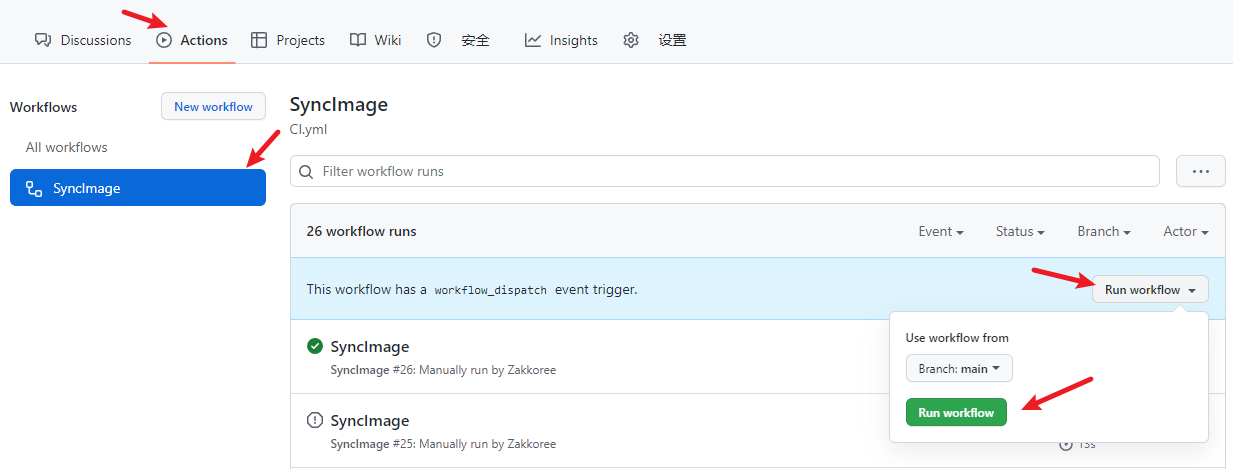 Discussions Actions Projects Wiki 安全 Insights 设置
Workflows New workflow
All workflows
SyncImage
SyncImage
CI.yml
Filter workflow runs
26 workflow runs Event Status Branch Actor
This workflow has a workflow_dispatch event trigger. Run workflow
Use workflow from
Branch: main
Run workflow
SyncImage
SyncImage #26: Manually run by Zakkoree
SyncImage
SyncImage #25: Manually run by Zakkoree
15s